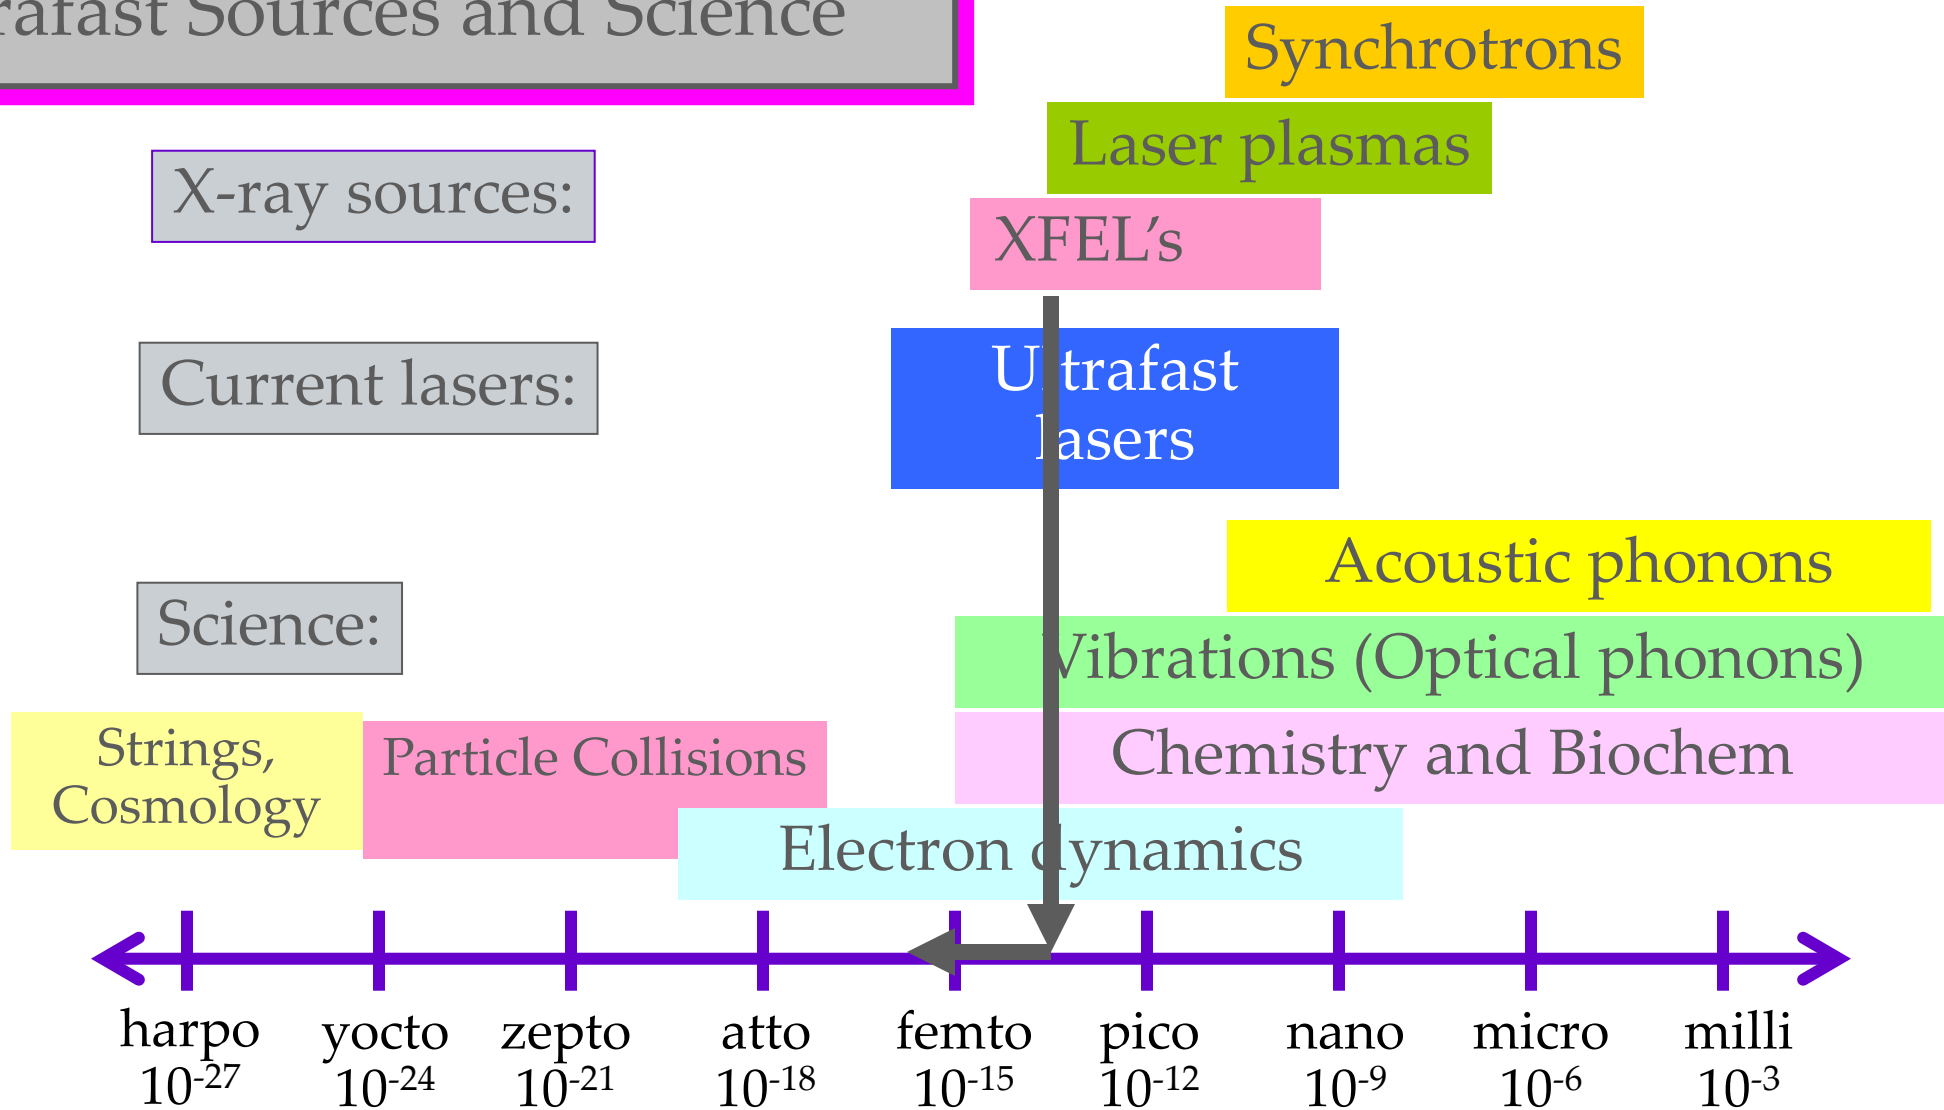 rafast Sources and Science
Synchrotrons
Laser plasmas
X-ray sources:
XFEL’s
Current lasers:
Ultrafast
lasers
Acoustic phonons
Science:
Vibrations (Optical phonons)
Strings,
Cosmology
Particle Collisions
Chemistry and Biochem
Electron dynamics
harpo yocto zepto atto femto pico nano micro milli
10⁻²⁷ 10⁻²⁴ 10⁻²¹ 10⁻¹⁸ 10⁻¹⁵ 10⁻¹² 10⁻⁹ 10⁻⁶ 10⁻³